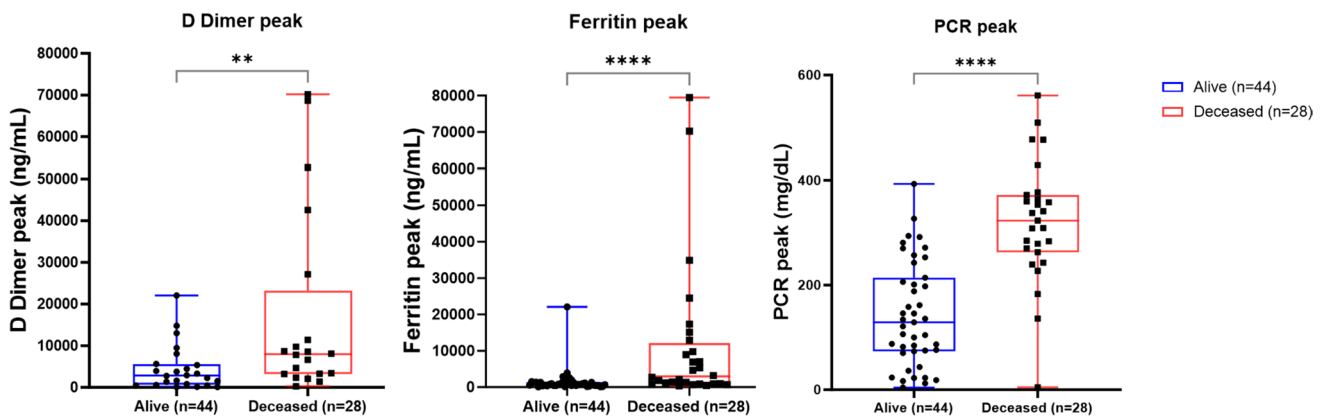 D Dimer peak
D Dimer peak (ng/mL)
80000
70000
60000
50000
40000
30000
20000
10000
0
**
Alive (n=44)
Deceased (n=28)
Ferritin peak
Ferritin peak (ng/mL)
80000
70000
60000
50000
40000
30000
20000
10000
0
****
Alive (n=44)
Deceased (n=28)
PCR peak
PCR peak (mg/dL)
600
400
200
0
****
Alive (n=44)
Deceased (n=28)
Alive (n=44)
Deceased (n=28)